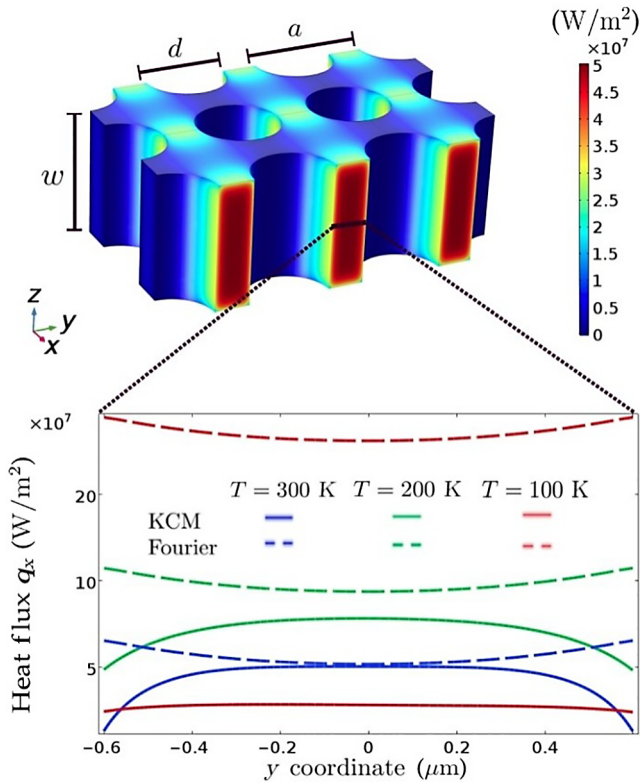 (W/m²)
×10⁷
d
a
w
5
4.5
4
3.5
3
2.5
2
1.5
1
0.5
0
z
y
x
×10⁷
Heat flux qₓ (W/m²)
20
10
5
T = 300 K T = 200 K T = 100 K
KCM
Fourier
−0.6 −0.4 −0.2 0 0.2 0.4
y coordinate (μm)